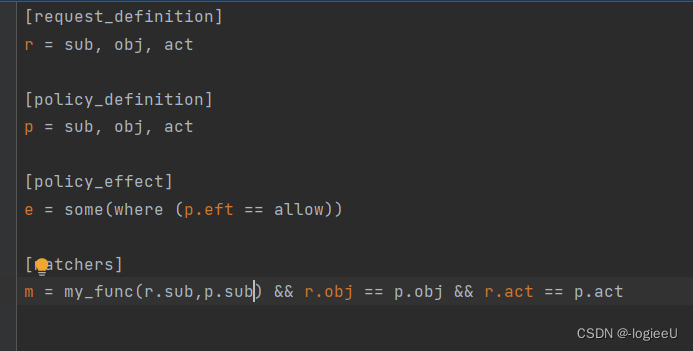 [request_definition]
r = sub, obj, act
[policy_definition]
p = sub, obj, act
[policy_effect]
e = some(where (p.eft == allow))
[matchers]
m = my_func(r.sub,p.sub) && r.obj == p.obj && r.act == p.act
CSDN @-logieeU